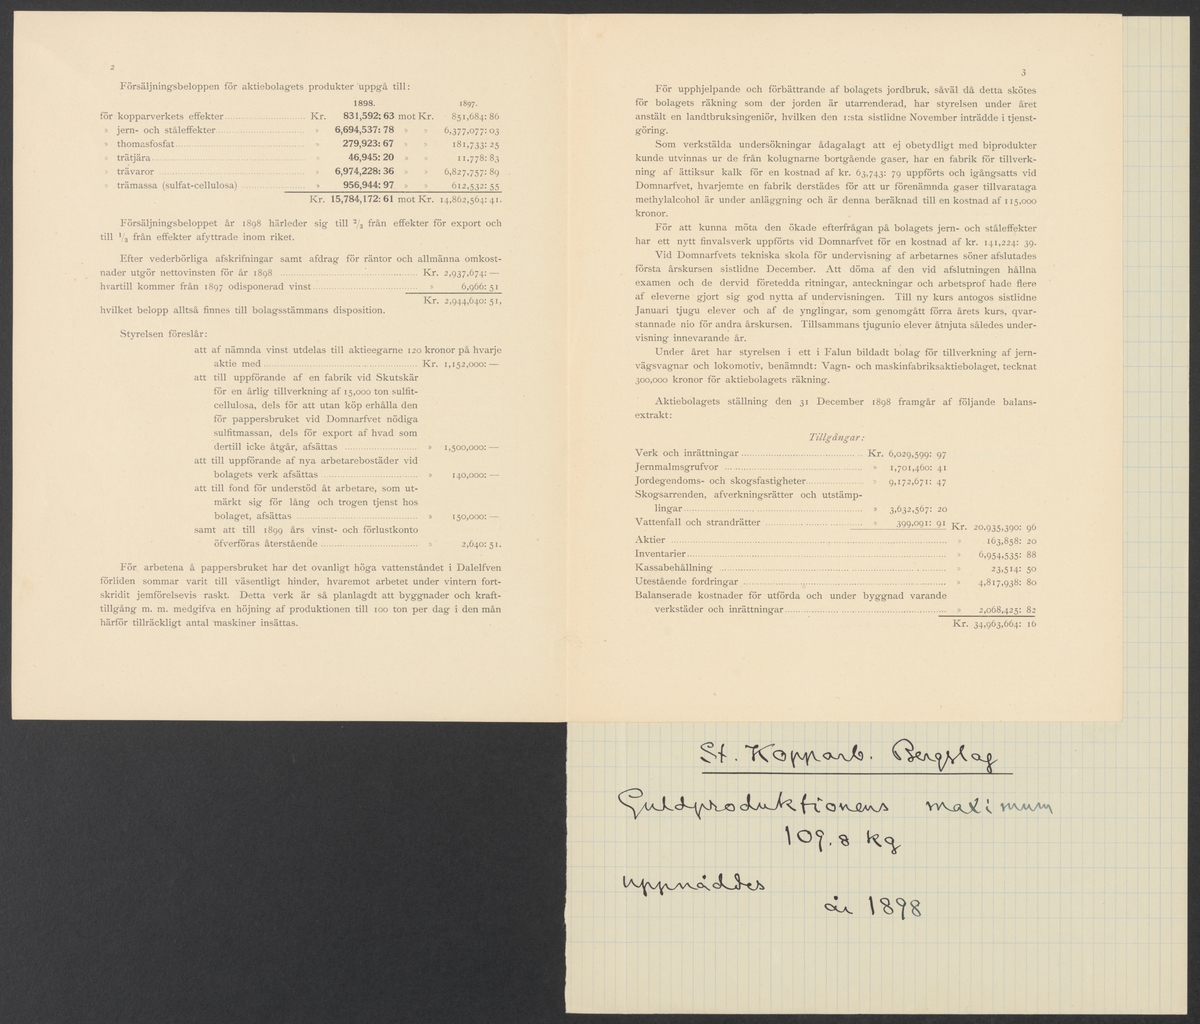 2
Försäljningsbeloppen för aktiebolagets produkter uppgå till:
1898. 1897.
för kopparverkets effekter Kr. 831,592: 63 mot Kr. 851,684: 86
» jern- och ståleffekter » 6,694,537: 78 » » 6,377,077: 03
» thomasfosfat » 279,923: 67 » » 181,733: 25
» trätjära » 46,945: 20 » » 11,778: 83
» trävaror » 6,974,228: 36 » » 6,827,757: 89
» trämassa (sulfat-cellulosa) » 956,944: 97 » » 612,532: 55
Kr. 15,784,172: 61 mot Kr. 14,862,564: 41.
Försäljningsbeloppet år 1898 härleder sig till 2/3 från effekter för export och
till 1/3 från effekter afyttrade inom riket.
Efter vederbörliga afskrifningar samt afdrag för räntor och allmänna omkost-
nader utgör nettovinsten för år 1898 Kr. 2,937,674: —
hvartill kommer från 1897 odisponerad vinst » 6,966: 51
Kr. 2,944,640: 51,
hvilket belopp alltså finnes till bolagsstämmans disposition.
Styrelsen föreslår:
att af nämnda vinst utdelas till aktieegarne 120 kronor på hvarje
aktie med Kr. 1,152,000: —
att till uppförande af en fabrik vid Skutskär
för en årlig tillverkning af 15,000 ton sulfit-
cellulosa, dels för att utan köp erhålla den
för pappersbruket vid Domnarfvet nödiga
sulfitmassan, dels för export af hvad som
dertill icke åtgår, afsättas » 1,500,000: —
att till uppförande af nya arbetarebostäder vid
bolagets verk afsättas » 140,000: —
att till fond för understöd åt arbetare, som ut-
märkt sig för lång och trogen tjenst hos
bolaget, afsättas » 150,000: —
samt att till 1899 års vinst- och förlustkonto
öfverföras återstående » 2,640: 51.
För arbetena å pappersbruket har det ovanligt höga vattenståndet i Dalelfven
förliden sommar varit till väsentligt hinder, hvaremot arbetet under vintern fort-
skridit jemförelsevis raskt. Detta verk är så planlagdt att byggnader och kraft-
tillgång m. m. medgifva en höjning af produktionen till 100 ton per dag i den mån
härför tillräckligt antal maskiner insättas.
3
För upphjelpande och förbättrande af bolagets jordbruk, såväl då detta skötes
för bolagets räkning som der jorden är utarrenderad, har styrelsen under året
anstält en landtbruksingeniör, hvilken den 1:sta sistlidne November inträdde i tjenst-
göring.
Som verkstälda undersökningar ådagalagt att ej obetydligt med biprodukter
kunde utvinnas ur de från kolugnarne bortgående gaser, har en fabrik för tillverk-
ning af ättiksur kalk för en kostnad af kr. 63,743: 79 uppförts och igångsatts vid
Domnarfvet, hvarjemte en fabrik derstädes för att ur förenämnda gaser tillvarataga
methylalcohol är under anläggning och är denna beräknad till en kostnad af 115,000
kronor.
För att kunna möta den ökade efterfrågan på bolagets jern- och ståleffekter
har ett nytt finvalsverk uppförts vid Domnarfvet för en kostnad af kr. 141,224: 39.
Vid Domnarfvets tekniska skola för undervisning af arbetarnes söner afslutades
första årskursen sistlidne December. Att döma af den vid afslutningen hållna
examen och de dervid företedda ritningar, anteckningar och arbetsprof hade flere
af eleverne gjort sig god nytta af undervisningen. Till ny kurs antogos sistlidne
Januari tjugu elever och af de ynglingar, som genomgått förra årets kurs, qvar-
stannade nio för andra årskursen. Tillsammans tjugunio elever åtnjuta således under-
visning innevarande år.
Under året har styrelsen i ett i Falun bildadt bolag för tillverkning af jern-
vägsvagnar och lokomotiv, benämndt: Vagn- och maskinfabriksaktiebolaget, tecknat
300,000 kronor för aktiebolagets räkning.
Aktiebolagets ställning den 31 December 1898 framgår af följande balans-
extrakt:
Tillgångar:
Verk och inrättningar Kr. 6,029,599: 97
Jernmalmsgrufvor » 1,701,460: 41
Jordegendoms- och skogsfastigheter » 9,172,671: 47
Skogsarrenden, afverkningsrätter och utstämp-
lingar » 3,632,567: 20
Vattenfall och strandrätter » 399,091: 91 Kr. 20,935,390: 96
Aktier » 163,858: 20
Inventarier » 6,954,535: 88
Kassabehållning » 23,514: 50
Utestående fordringar » 4,817,938: 80
Balanserade kostnader för utförda och under byggnad varande
verkstäder och inrättningar » 2,068,425: 82
Kr. 34,963,664: 16
St. Kopparb. Bergslag
Guldproduktionens maximum
109.8 kg
uppnåddes
år 1898